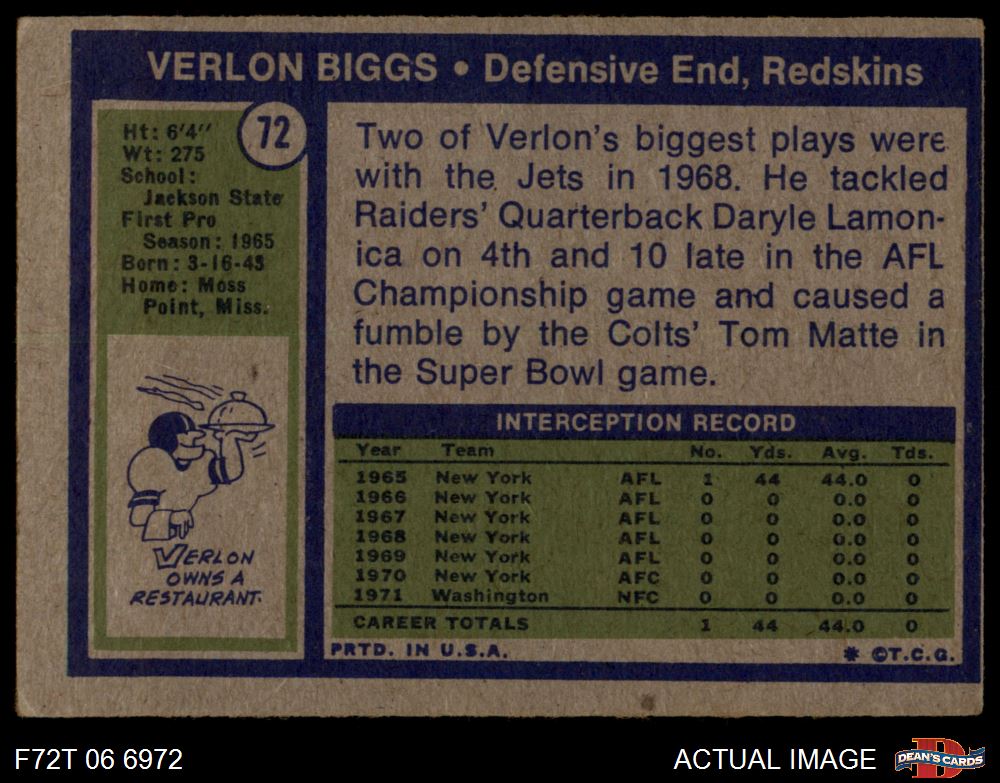 VERLON BIGGS • Defensive End, Redskins
72
Ht: 6'4"
Wt: 275
School:
Jackson State
First Pro
Season: 1965
Born: 3-16-43
Home: Moss
Point, Miss.
VERLON
OWNS A
RESTAURANT.
Two of Verlon's biggest plays were
with the Jets in 1968. He tackled
Raiders' Quarterback Daryle Lamon-
ica on 4th and 10 late in the AFL
Championship game and caused a
fumble by the Colts' Tom Matte in
the Super Bowl game.
INTERCEPTION RECORD
Year Team No. Yds. Avg. Tds.
1965 New York AFL 1 44 44.0 0
1966 New York AFL 0 0 0.0 0
1967 New York AFL 0 0 0.0 0
1968 New York AFL 0 0 0.0 0
1969 New York AFL 0 0 0.0 0
1970 New York AFC 0 0 0.0 0
1971 Washington NFC 0 0 0.0 0
CAREER TOTALS 1 44 44.0 0
PRTD. IN U.S.A. * ©T.C.G.
F72T 06 6972
ACTUAL IMAGE
D
DEAN'S CARDS